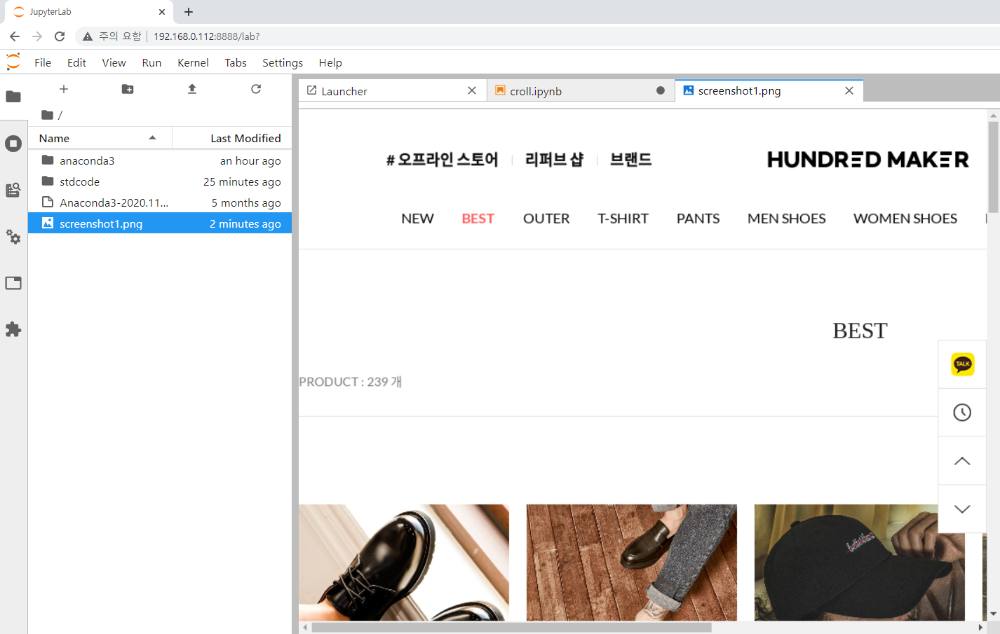 JupyterLab
주의 요함 192.168.0.112:8888/lab?
File Edit View Run Kernel Tabs Settings Help
Launcher croll.ipynb screenshot1.png
/
Name Last Modified
anaconda3 an hour ago
stdcode 25 minutes ago
Anaconda3-2020.11... 5 months ago
screenshot1.png 2 minutes ago
# 오프라인 스토어 리퍼브 샵 브랜드 HUNDRED MAKER
NEW BEST OUTER T-SHIRT PANTS MEN SHOES WOMEN SHOES
BEST
TALK
PRODUCT : 239 개